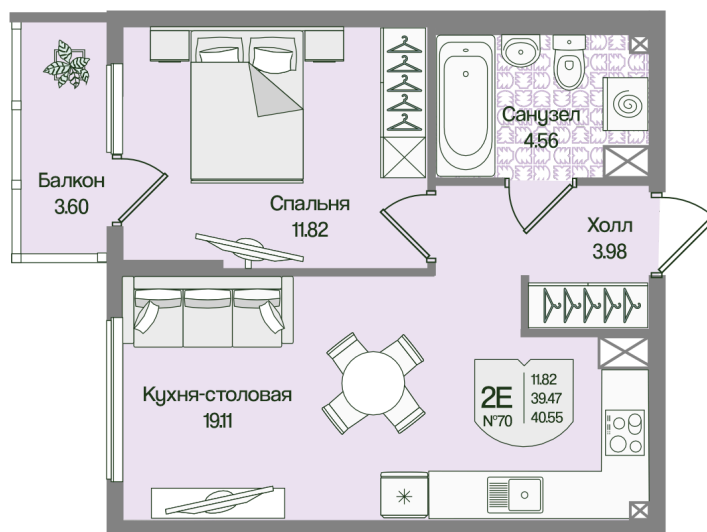 Санузел
4.56
Балкон
3.60
Спальня
11.82
Холл
3.98
Кухня-столовая
19.11
2Е
№70
11.82
39.47
40.55